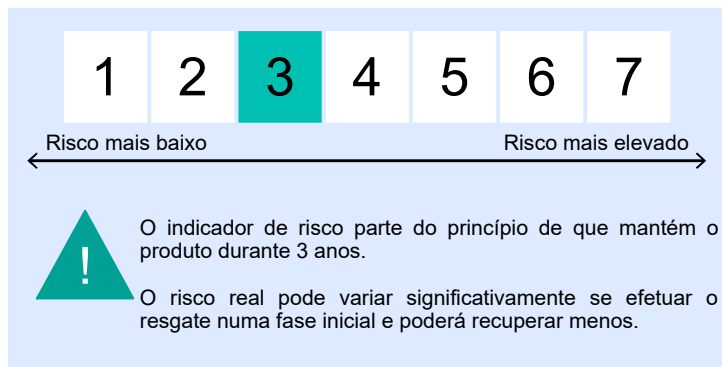 1 2 3 4 5 6 7
Risco mais baixo Risco mais elevado
! O indicador de risco parte do princípio de que mantém o
produto durante 3 anos.
O risco real pode variar significativamente se efetuar o
resgate numa fase inicial e poderá recuperar menos.